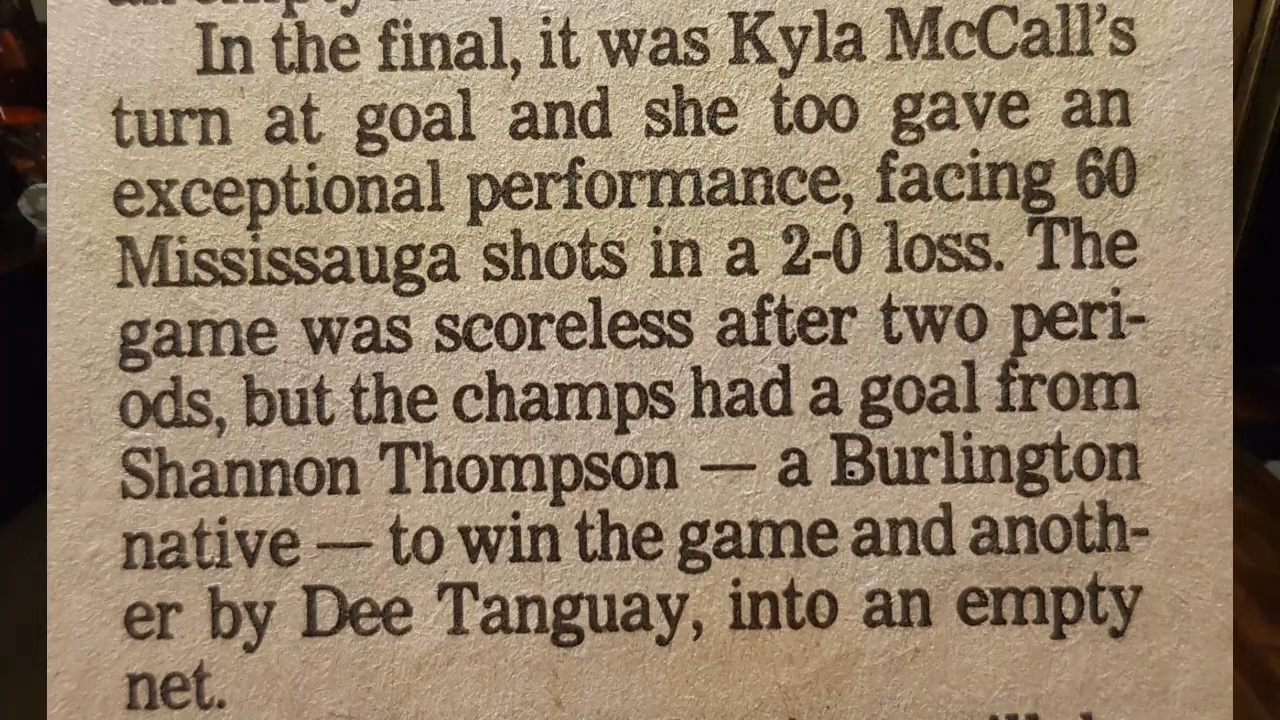 In the final, it was Kyla McCall's
turn at goal and she too gave an
exceptional performance, facing 60
Mississauga shots in a 2-0 loss. The
game was scoreless after two peri-
ods, but the champs had a goal from
Shannon Thompson — a Burlington
native — to win the game and anoth-
er by Dee Tanguay, into an empty
net.